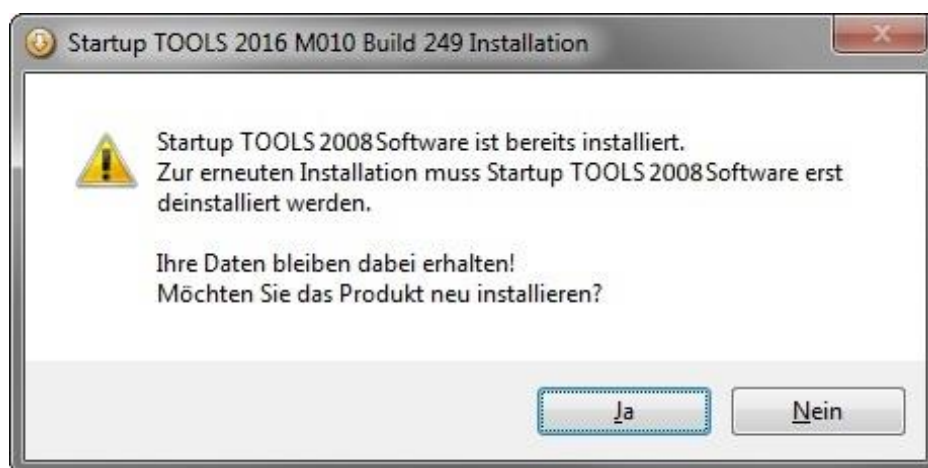 Startup TOOLS 2016 M010 Build 249 Installation
Startup TOOLS 2008 Software ist bereits installiert.
Zur erneuten Installation muss Startup TOOLS 2008 Software erst
deinstalliert werden.
Ihre Daten bleiben dabei erhalten!
Möchten Sie das Produkt neu installieren?
Ja
Nein